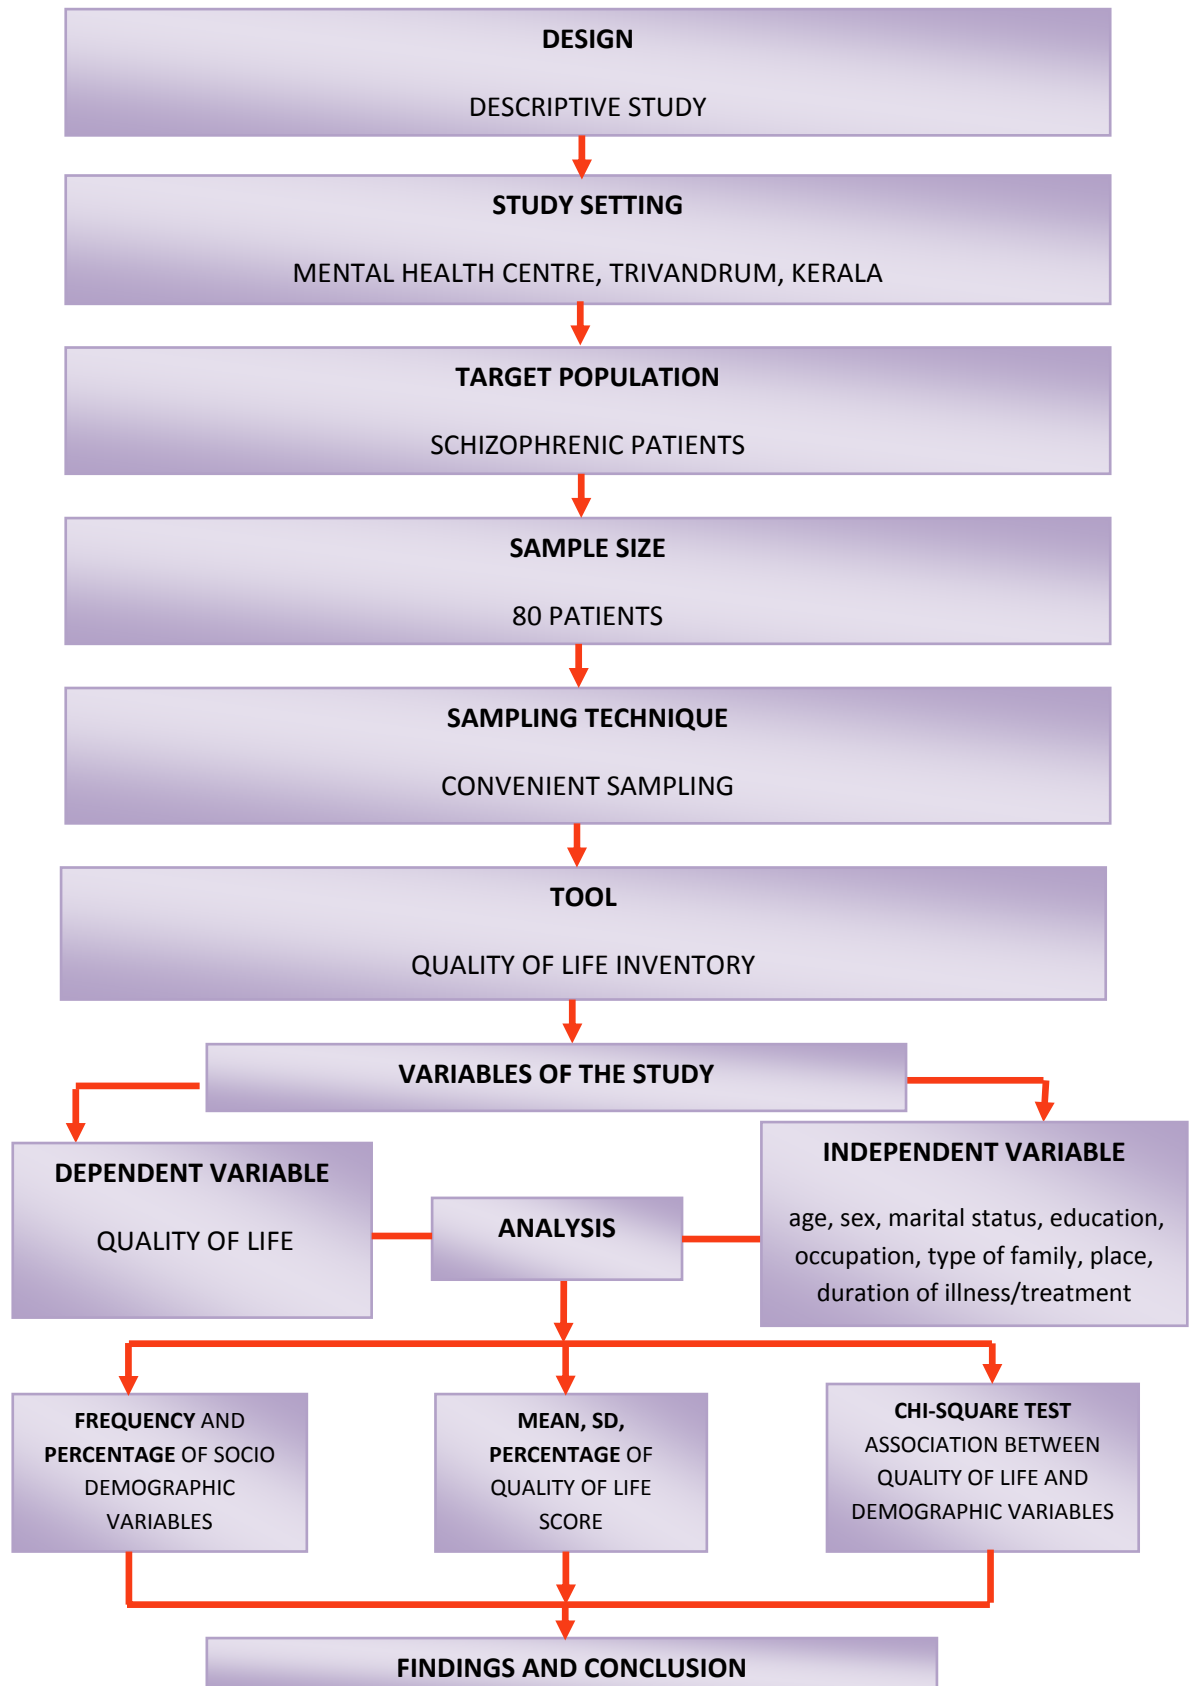 DESIGN
DESCRIPTIVE STUDY
STUDY SETTING
MENTAL HEALTH CENTRE, TRIVANDRUM, KERALA
TARGET POPULATION
SCHIZOPHRENIC PATIENTS
SAMPLE SIZE
80 PATIENTS
SAMPLING TECHNIQUE
CONVENIENT SAMPLING
TOOL
QUALITY OF LIFE INVENTORY
VARIABLES OF THE STUDY
DEPENDENT VARIABLE
QUALITY OF LIFE
ANALYSIS
INDEPENDENT VARIABLE
age, sex, marital status, education,
occupation, type of family, place,
duration of illness/treatment
FREQUENCY AND
PERCENTAGE OF SOCIO
DEMOGRAPHIC
VARIABLES
MEAN, SD,
PERCENTAGE OF
QUALITY OF LIFE
SCORE
CHI-SQUARE TEST
ASSOCIATION BETWEEN
QUALITY OF LIFE AND
DEMOGRAPHIC VARIABLES
FINDINGS AND CONCLUSION